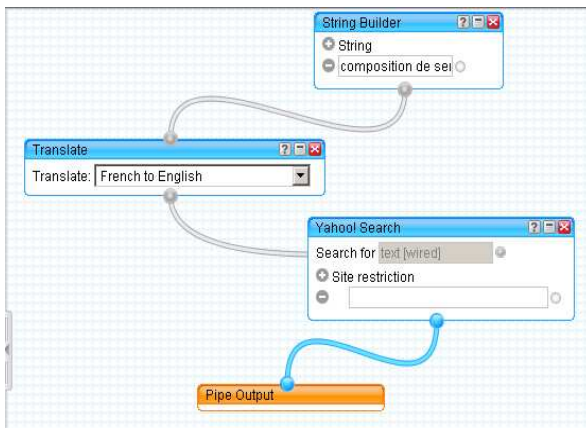 String Builder
String
composition de ser
Translate
Translate: French to English
Yahoo! Search
Search for text [wired]
Site restriction
Pipe Output